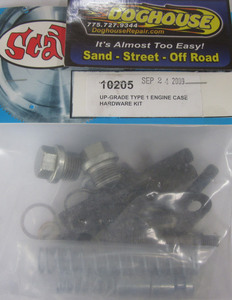 Scat
DOGHOUSE
775.727.9344
DoghouseRepair.com
It's Almost Too Easy!
Sand - Street - Off Road
10205
UP-GRADE TYPE 1 ENGINE CASE
HARDWARE KIT